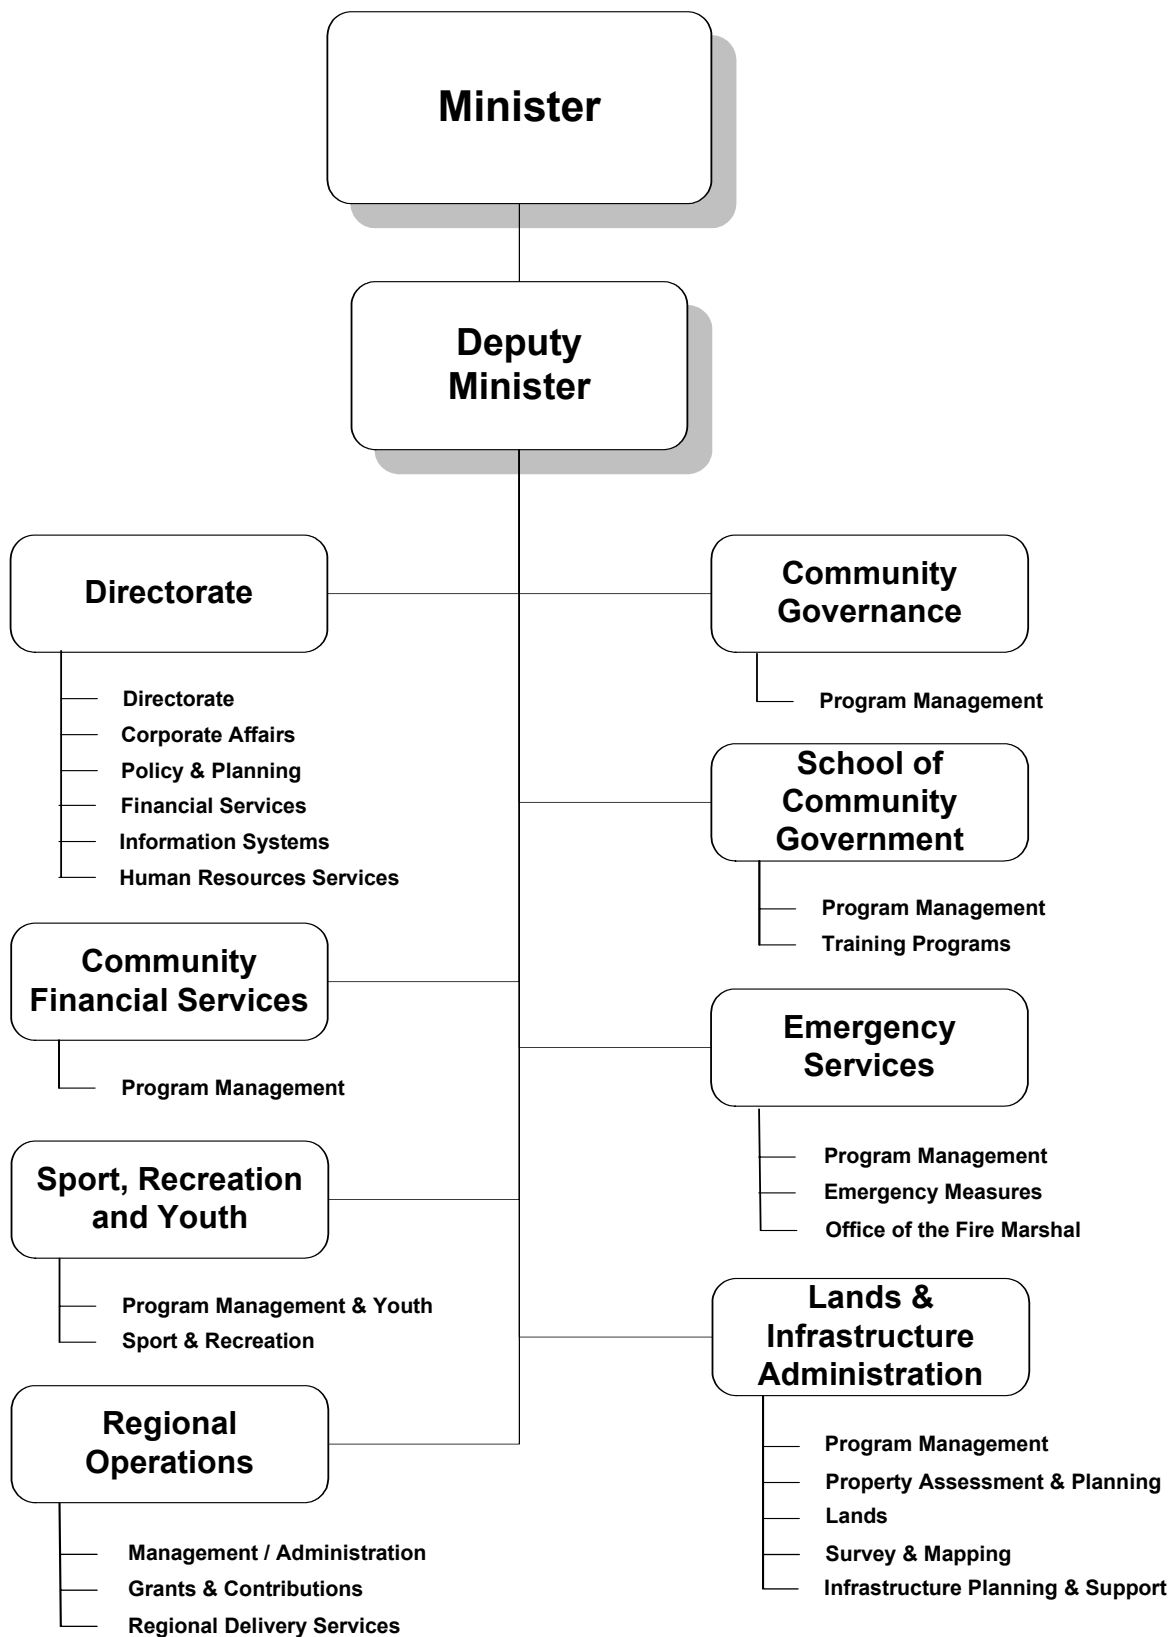 Minister
Deputy
Minister
Directorate
Directorate
Corporate Affairs
Policy & Planning
Financial Services
Information Systems
Human Resources Services
Community
Financial Services
Program Management
Sport, Recreation
and Youth
Program Management & Youth
Sport & Recreation
Regional
Operations
Management / Administration
Grants & Contributions
Regional Delivery Services
Community
Governance
Program Management
School of
Community
Government
Program Management
Training Programs
Emergency
Services
Program Management
Emergency Measures
Office of the Fire Marshal
Lands &
Infrastructure
Administration
Program Management
Property Assessment & Planning
Lands
Survey & Mapping
Infrastructure Planning & Support